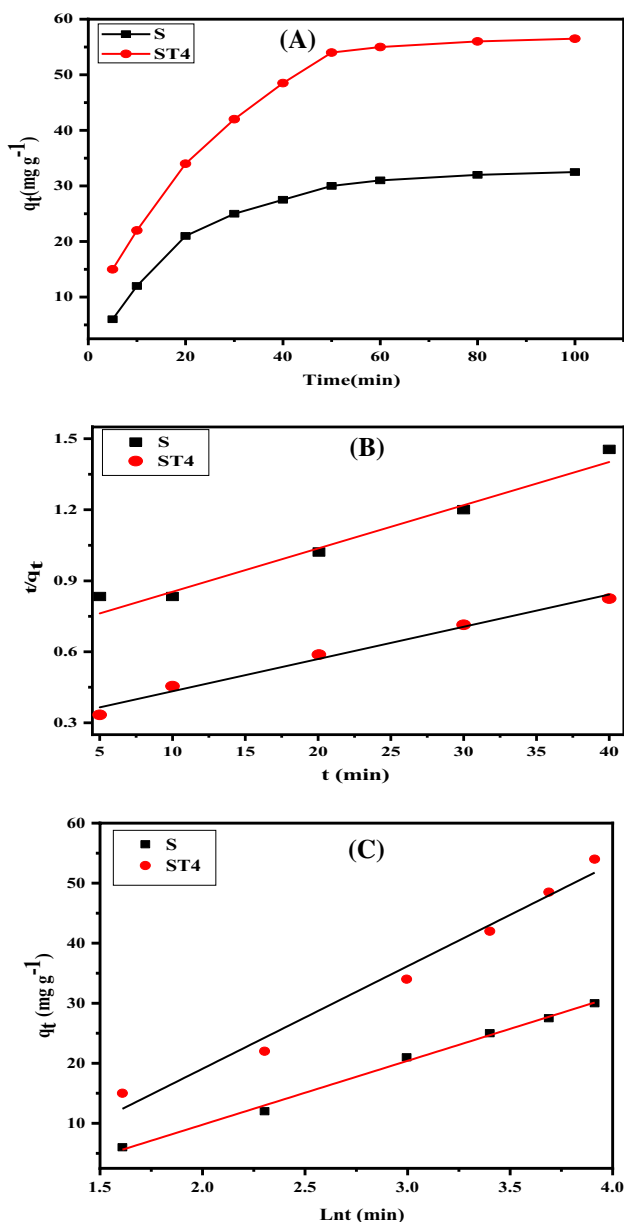 (A)
S
ST4
60
50
40
30
20
10
qt(mg g-1)
0 20 40 60 80 100
Time(min)
(B)
S
ST4
1.5
1.2
0.9
0.6
0.3
t/qt
5 10 15 20 25 30 35 40
t (min)
(C)
S
ST4
60
50
40
30
20
10
qt (mg g-1)
1.5 2.0 2.5 3.0 3.5 4.0
Lnt (min)